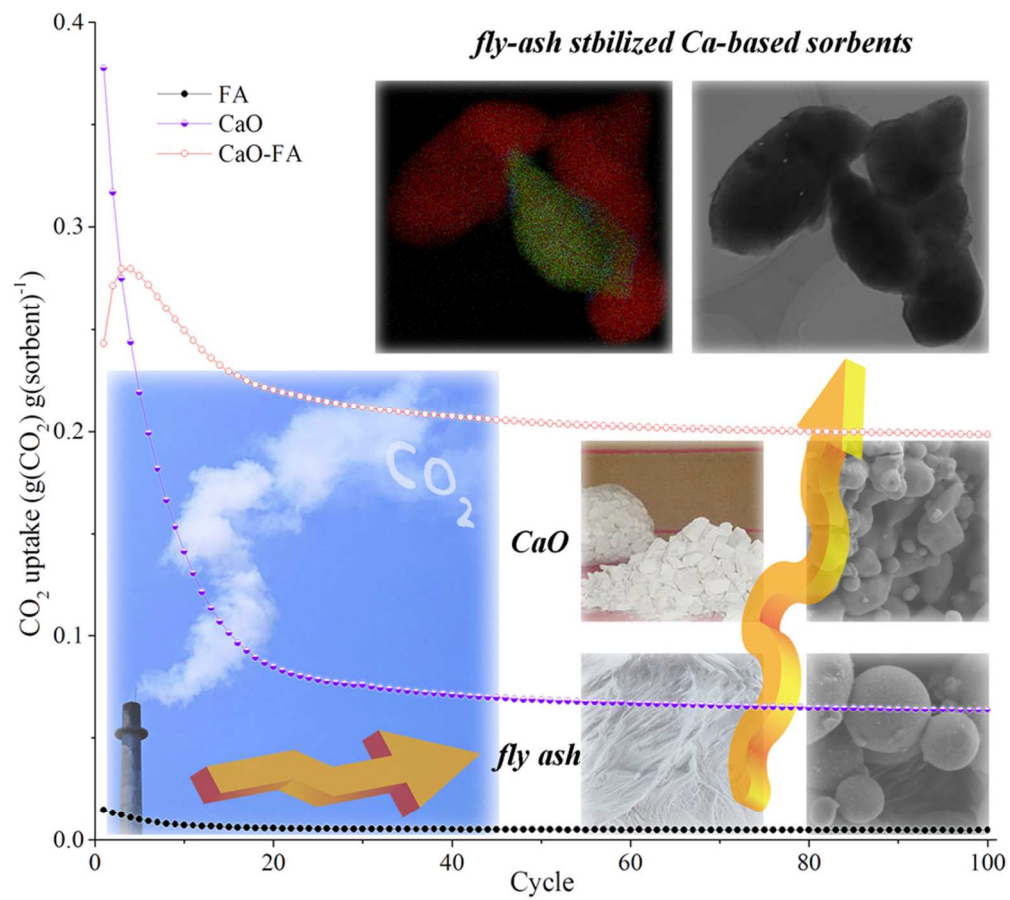 fly-ash stbilized Ca-based sorbents
FA
CaO
CaO-FA
CO₂ uptake (g(CO₂) g(sorbent)⁻¹)
0.4
0.3
0.2
0.1
0.0
CO₂
CaO
fly ash
0 20 40 60 80 100
Cycle